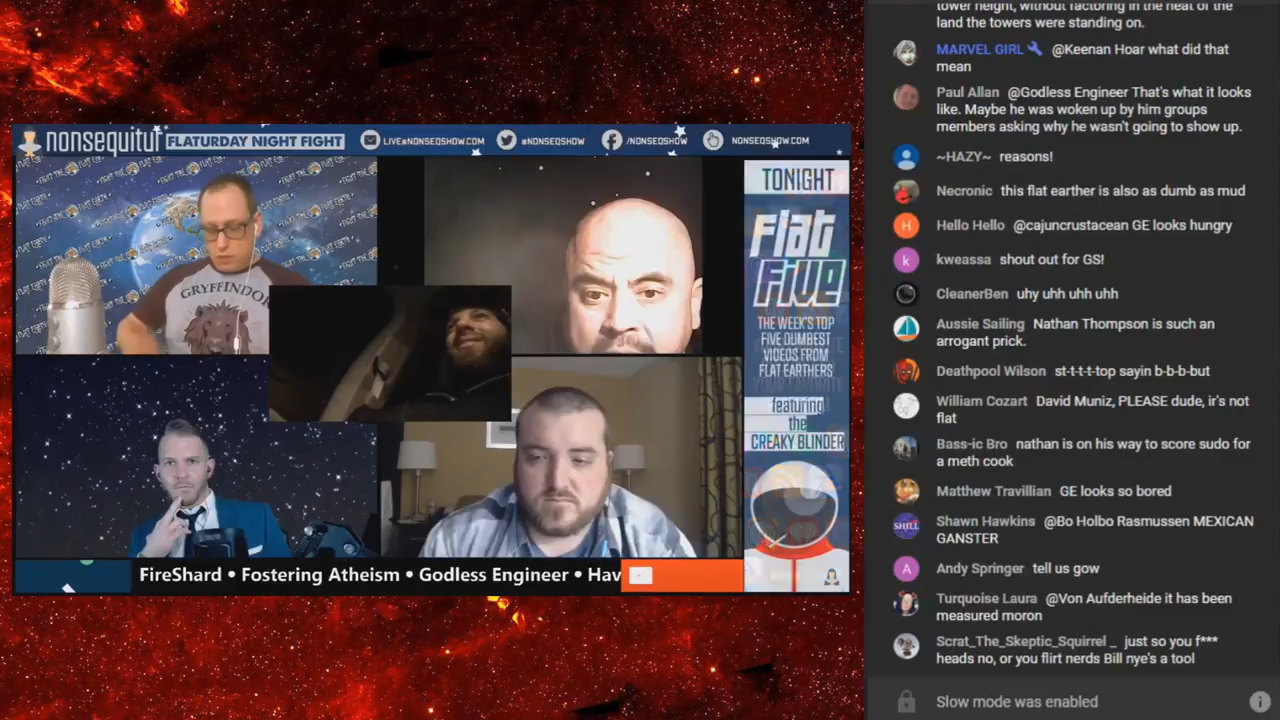 nonsequitur FLATURDAY NIGHT FIGHT LIVE@NONSEQSHOW.COM @NONSEQSHOW /NONSEQSHOW NONSEQSHOW.COM
GRYFFINDOR
TONIGHT
Flat
Five
THE WEEK'S TOP
FIVE DUMBEST
VIDEOS FROM
FLAT EARTHERS
featuring
the
CREAKY BLINDER
FireShard • Fostering Atheism • Godless Engineer • Hav
tower height, without factoring in the heat of the
land the towers were standing on.
MARVEL GIRL @Keenan Hoar what did that
mean
Paul Allan @Godless Engineer That's what it looks
like. Maybe he was woken up by him groups
members asking why he wasn't going to show up.
~HAZY~ reasons!
Necronic this flat earther is also as dumb as mud
H Hello Hello @cajuncrustacean GE looks hungry
k kweassa shout out for GS!
CleanerBen uhy uhh uhh uhh
Aussie Sailing Nathan Thompson is such an
arrogant prick.
Deathpool Wilson st-t-t-t-top sayin b-b-b-but
William Cozart David Muniz, PLEASE dude, ir's not
flat
Bass-ic Bro nathan is on his way to score sudo for
a meth cook
Matthew Travillian GE looks so bored
SHILL Shawn Hawkins @Bo Holbo Rasmussen MEXICAN
GANSTER
A Andy Springer tell us gow
Turquoise Laura @Von Aufderheide it has been
measured moron
Scrat_The_Skeptic_Squirrel _ just so you f***
heads no, or you flirt nerds Bill nye's a tool
Slow mode was enabled